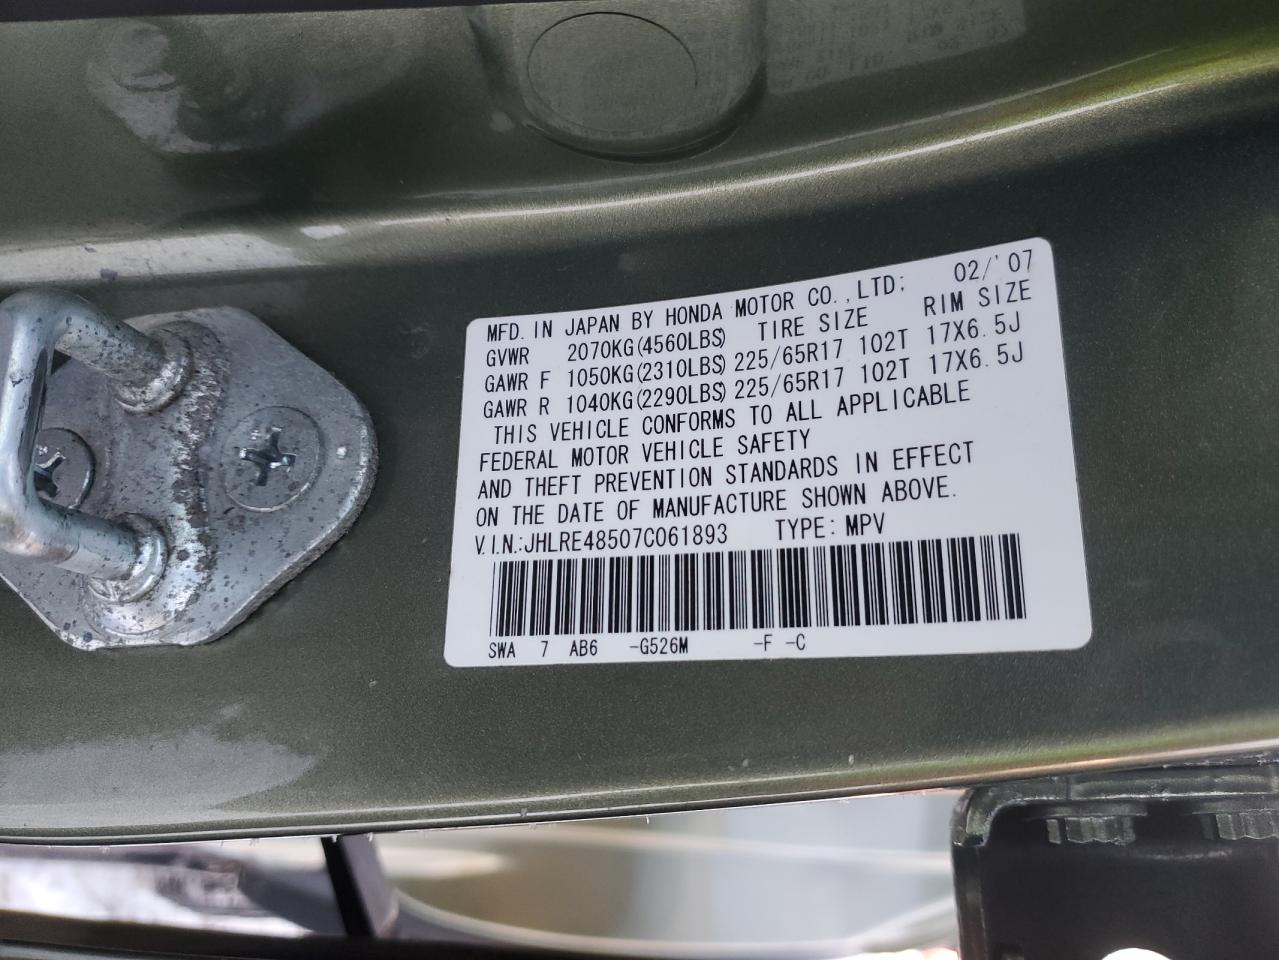 MFD. IN JAPAN BY HONDA MOTOR CO.,LTD; 02/'07
GVWR 2070KG(4560LBS) TIRE SIZE RIM SIZE
GAWR F 1050KG(2310LBS) 225/65R17 102T 17X6.5J
GAWR R 1040KG(2290LBS) 225/65R17 102T 17X6.5J
THIS VEHICLE CONFORMS TO ALL APPLICABLE
FEDERAL MOTOR VEHICLE SAFETY
AND THEFT PREVENTION STANDARDS IN EFFECT
ON THE DATE OF MANUFACTURE SHOWN ABOVE.
V.I.N.:JHLRE48507C061893 TYPE: MPV
SWA 7 AB6 -G526M -F -C